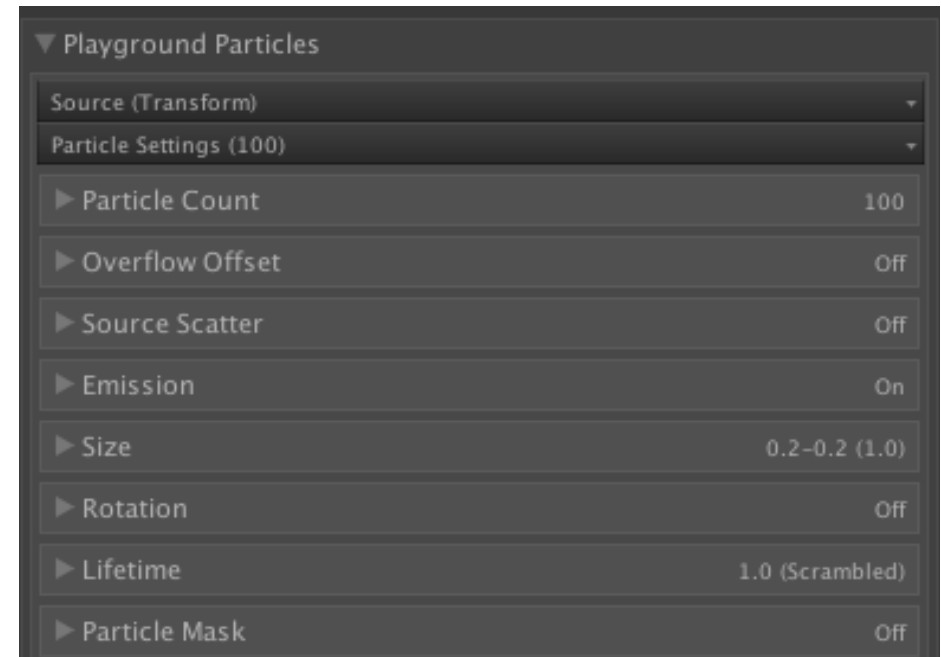 Playground Particles
Source (Transform)
Particle Settings (100)
Particle Count 100
Overflow Offset Off
Source Scatter Off
Emission On
Size 0.2–0.2 (1.0)
Rotation Off
Lifetime 1.0 (Scrambled)
Particle Mask Off